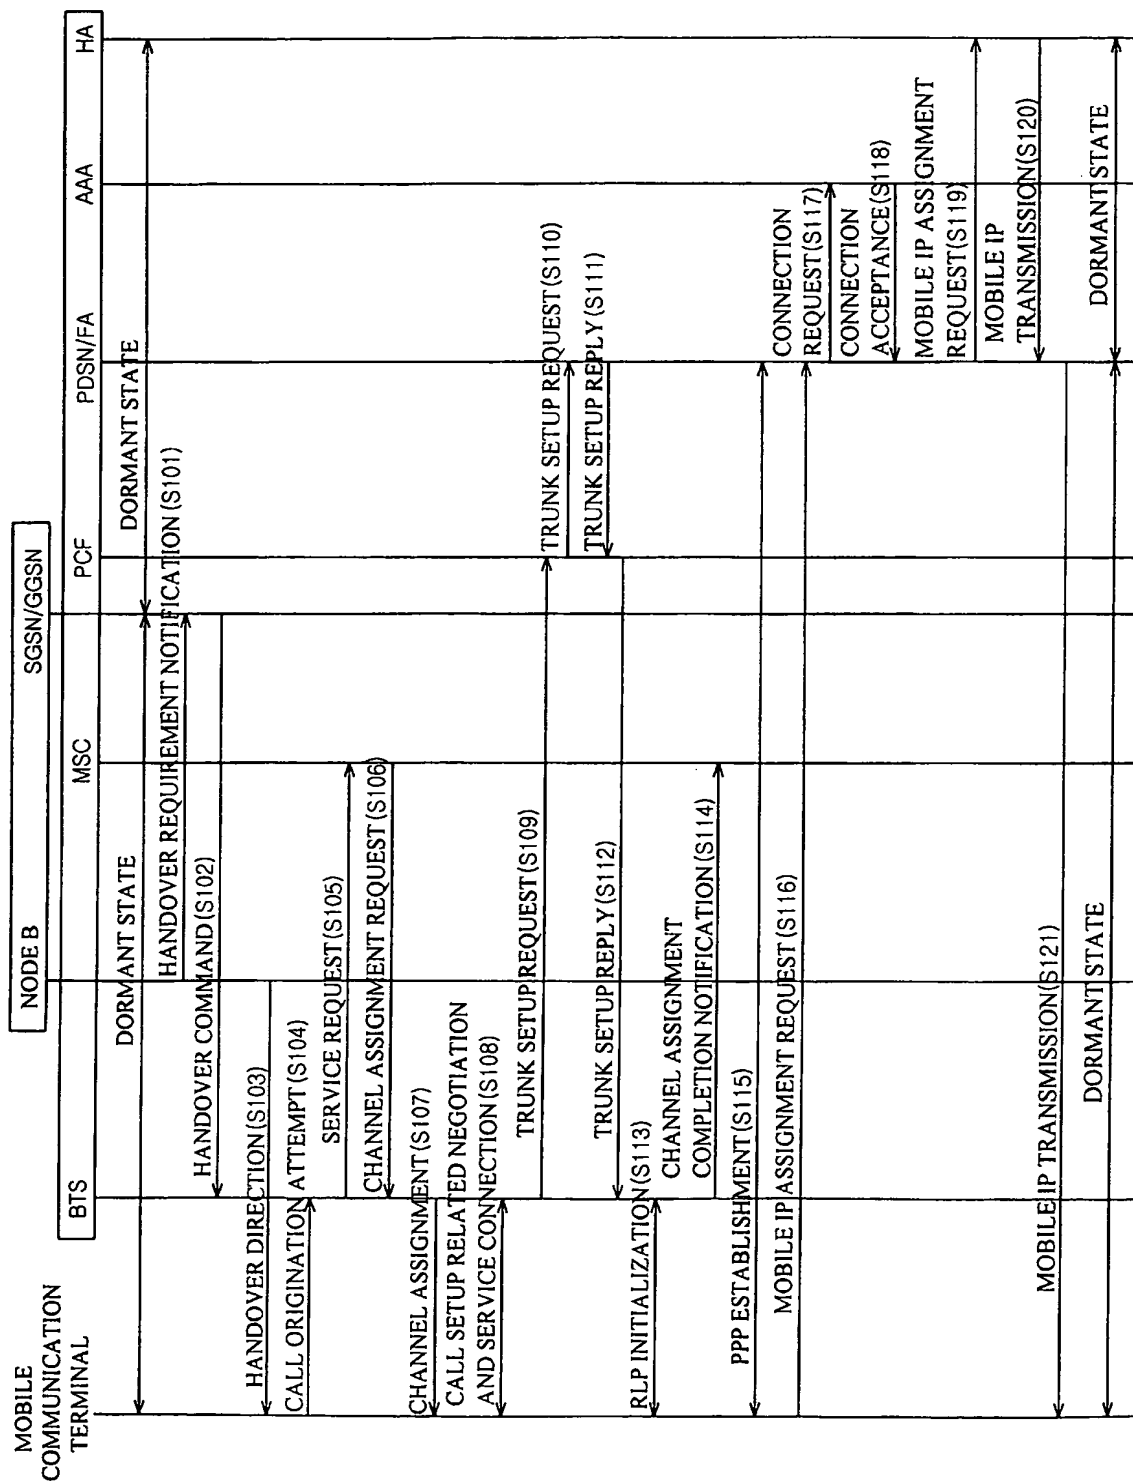 NODE B
SGSN/GGSN
MOBILE
COMMUNICATION
TERMINAL
BTS
MSC
PCF
PDSN/FA
AAA
HA
DORMANT STATE
DORMANT STATE
HANDOVER REQUIREMENT NOTIFICATION(S101)
HANDOVER COMMAND(S102)
HANDOVER DIRECTION(S103)
CALL ORIGINATION ATTEMPT(S104)
SERVICE REQUEST(S105)
CHANNEL ASSIGNMENT REQUEST(S106)
CHANNEL ASSIGNMENT(S107)
CALL SETUP RELATED NEGOTIATION
AND SERVICE CONNECTION(S108)
TRUNK SETUP REQUEST(S109)
TRUNK SETUP REQUEST(S110)
TRUNK SETUP REPLY(S111)
TRUNK SETUP REPLY(S112)
RLP INITIALIZATION(S113)
CHANNEL ASSIGNMENT
COMPLETION NOTIFICATION(S114)
PPP ESTABLISHMENT(S115)
MOBILE IP ASSIGNMENT REQUEST(S116)
CONNECTION
REQUEST(S117)
CONNECTION
ACCEPTANCE(S118)
MOBILE IP ASSIGNMENT
REQUEST(S119)
MOBILE IP
TRANSMISSION(S120)
MOBILE IP TRANSMISSION(S121)
DORMANT STATE
DORMANT STATE